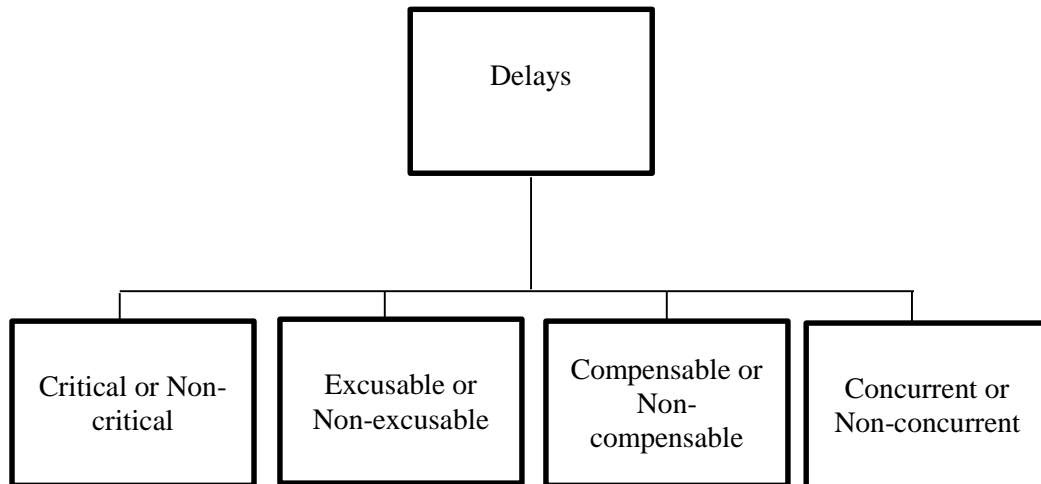 Delays
Critical or Non-
critical
Excusable or
Non-excusable
Compensable or
Non-
compensable
Concurrent or
Non-concurrent